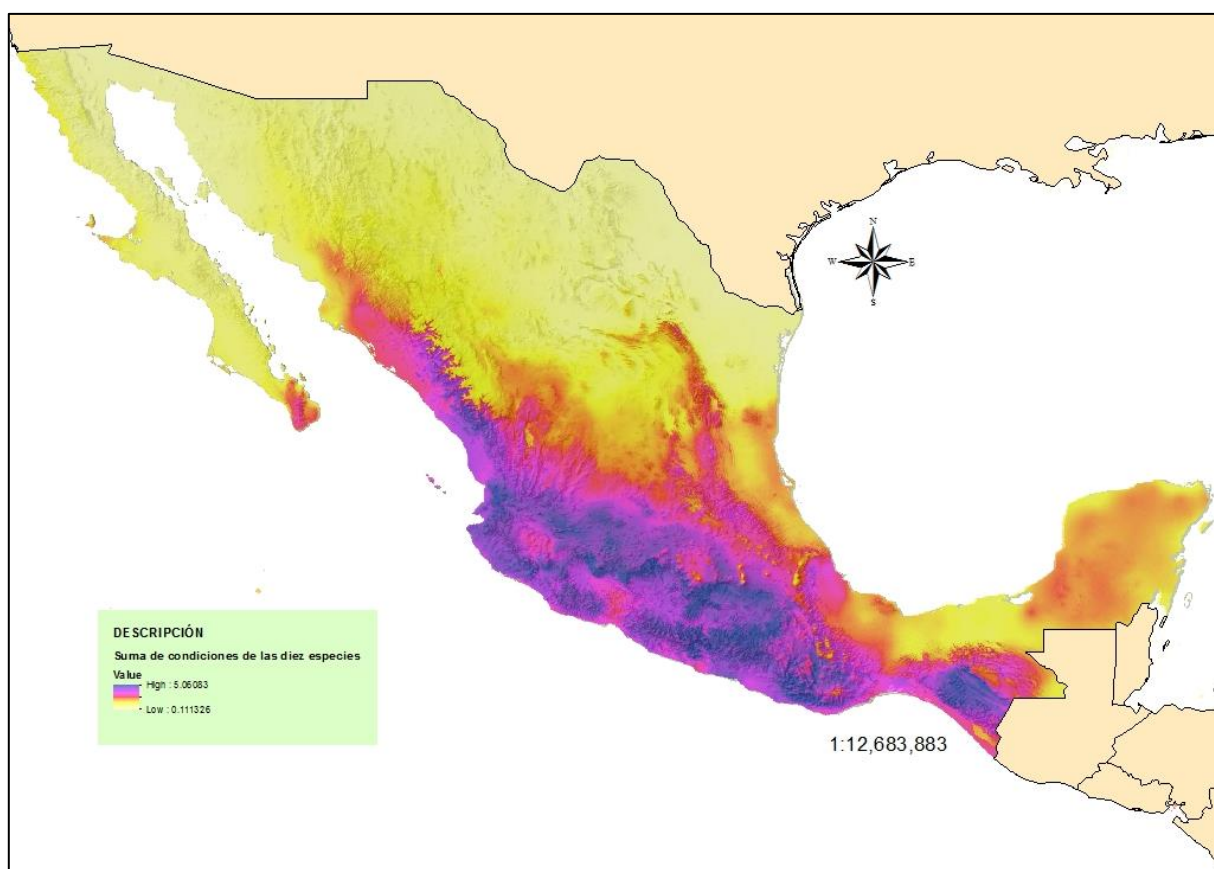 N
W
E
S
DESCRIPCIÓN
Suma de condiciones de las diez especies
Value
High : 5.06083
Low : 0.111326
1:12,683,883